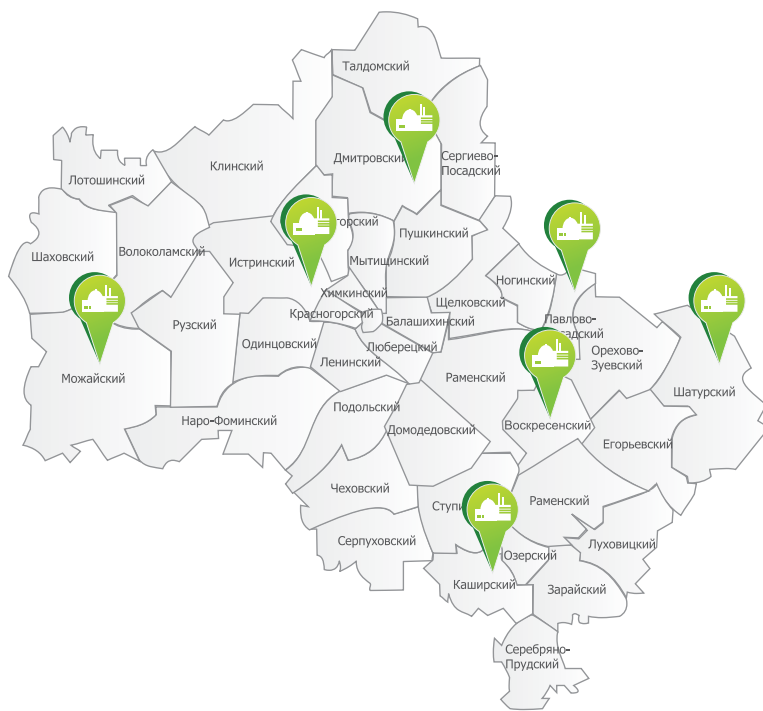 Талдомский
Дмитровский
Сергиево-
Посадский
Клинский
Лотошинский
горский
Пушкинский
Шаховский
Волоколамский
Истринский
Мытищинский
Ногинский
Химкинский
Щелковский
Красногорский
Балашихинский
Павлово-
садский
Рузский
Одинцовский
Люберецкий
Ленинский
Орехово-
Зуевский
Можайский
Раменский
Шатурский
Наро-Фоминский
Подольский
Домодедовский
Воскресенский
Егорьевский
Чеховский
Ступи
Раменский
Серпуховский
Озерский
Луховицкий
Каширский
Зарайский
Серебряно-
Прудский